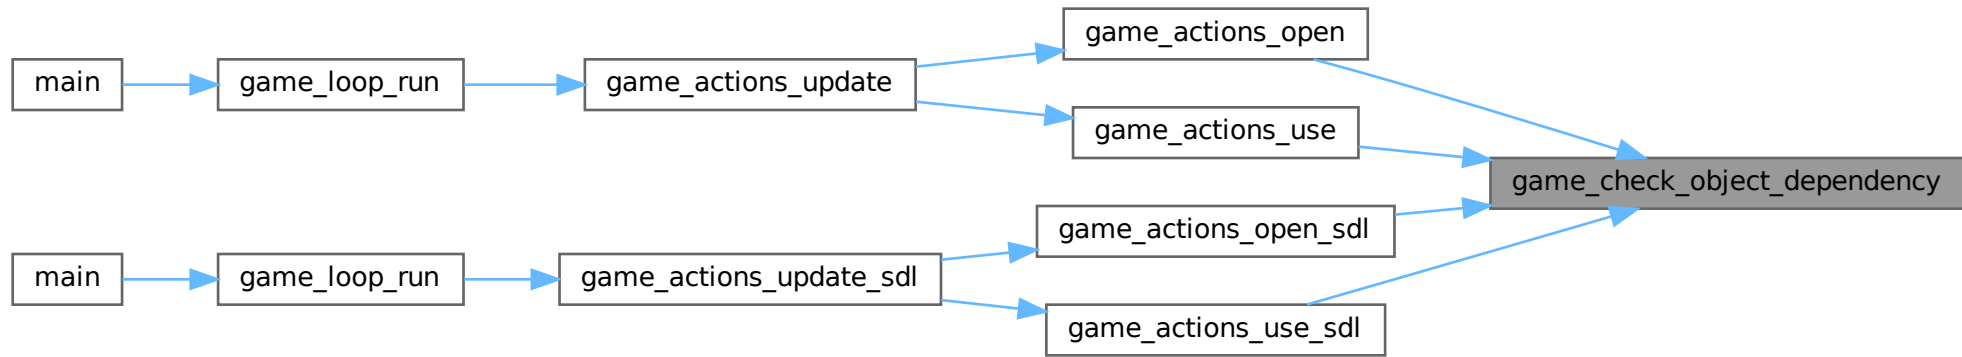 game_actions_open
main
game_loop_run
game_actions_update
game_actions_use
game_check_object_dependency
game_actions_open_sdl
main
game_loop_run
game_actions_update_sdl
game_actions_use_sdl